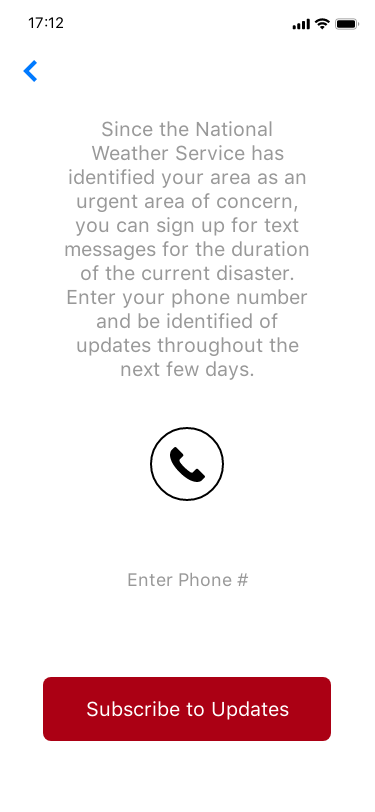 17:12
Since the National
Weather Service has
identified your area as an
urgent area of concern,
you can sign up for text
messages for the duration
of the current disaster.
Enter your phone number
and be identified of
updates throughout the
next few days.
Enter Phone #
Subscribe to Updates